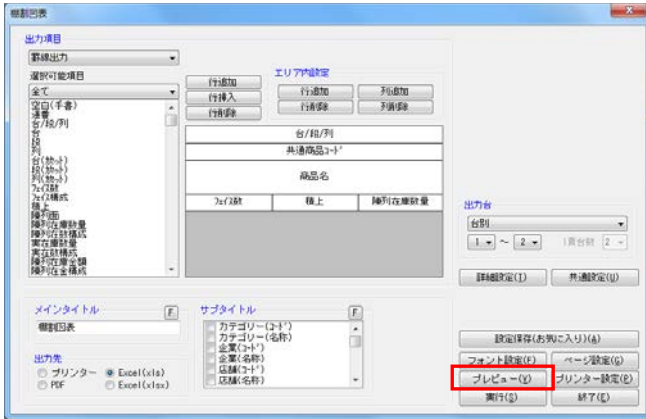 棚割図表
出力項目
罫線出力
選択可能項目
全て
空白(手書)
連番
台/段/列
台
段
列
台(ｶｾｯﾄ)
段(ｶｾｯﾄ)
列(ｶｾｯﾄ)
ﾌｪｲｽ数
ﾌｪｲｽ構成
積上
陳列面
陳列在庫数量
陳列在数構成
実在庫数量
実在数構成
陳列在庫金額
陳列在金構成
行追加
行挿入
行削除
エリア内設定
行追加
列追加
行削除
列削除
台/段/列
共通商品ｺｰﾄﾞ
商品名
ﾌｪｲｽ数 積上 陳列在庫数量
出力台
台別
1 ～ 2 1頁台数 2
詳細設定(T)
共通設定(U)
メインタイトル F
棚割図表
サブタイトル F
カテゴリー(ｺｰﾄﾞ)
カテゴリー(名称)
企業(ｺｰﾄﾞ)
企業(名称)
店舗(ｺｰﾄﾞ)
店舗(名称)
出力先
プリンター Excel(xls)
PDF Excel(xlsx)
設定保存(お気に入り)(A)
フォント設定(F) ページ設定(G)
プレビュー(V) プリンター設定(P)
実行(S) 終了(E)